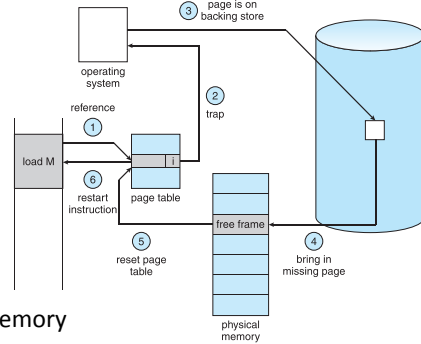 3
page is on
backing store
operating
system
2
trap
reference
1
load M
i
6
restart
instruction
page table
free frame
5
reset page
table
4
bring in
missing page
physical
memory